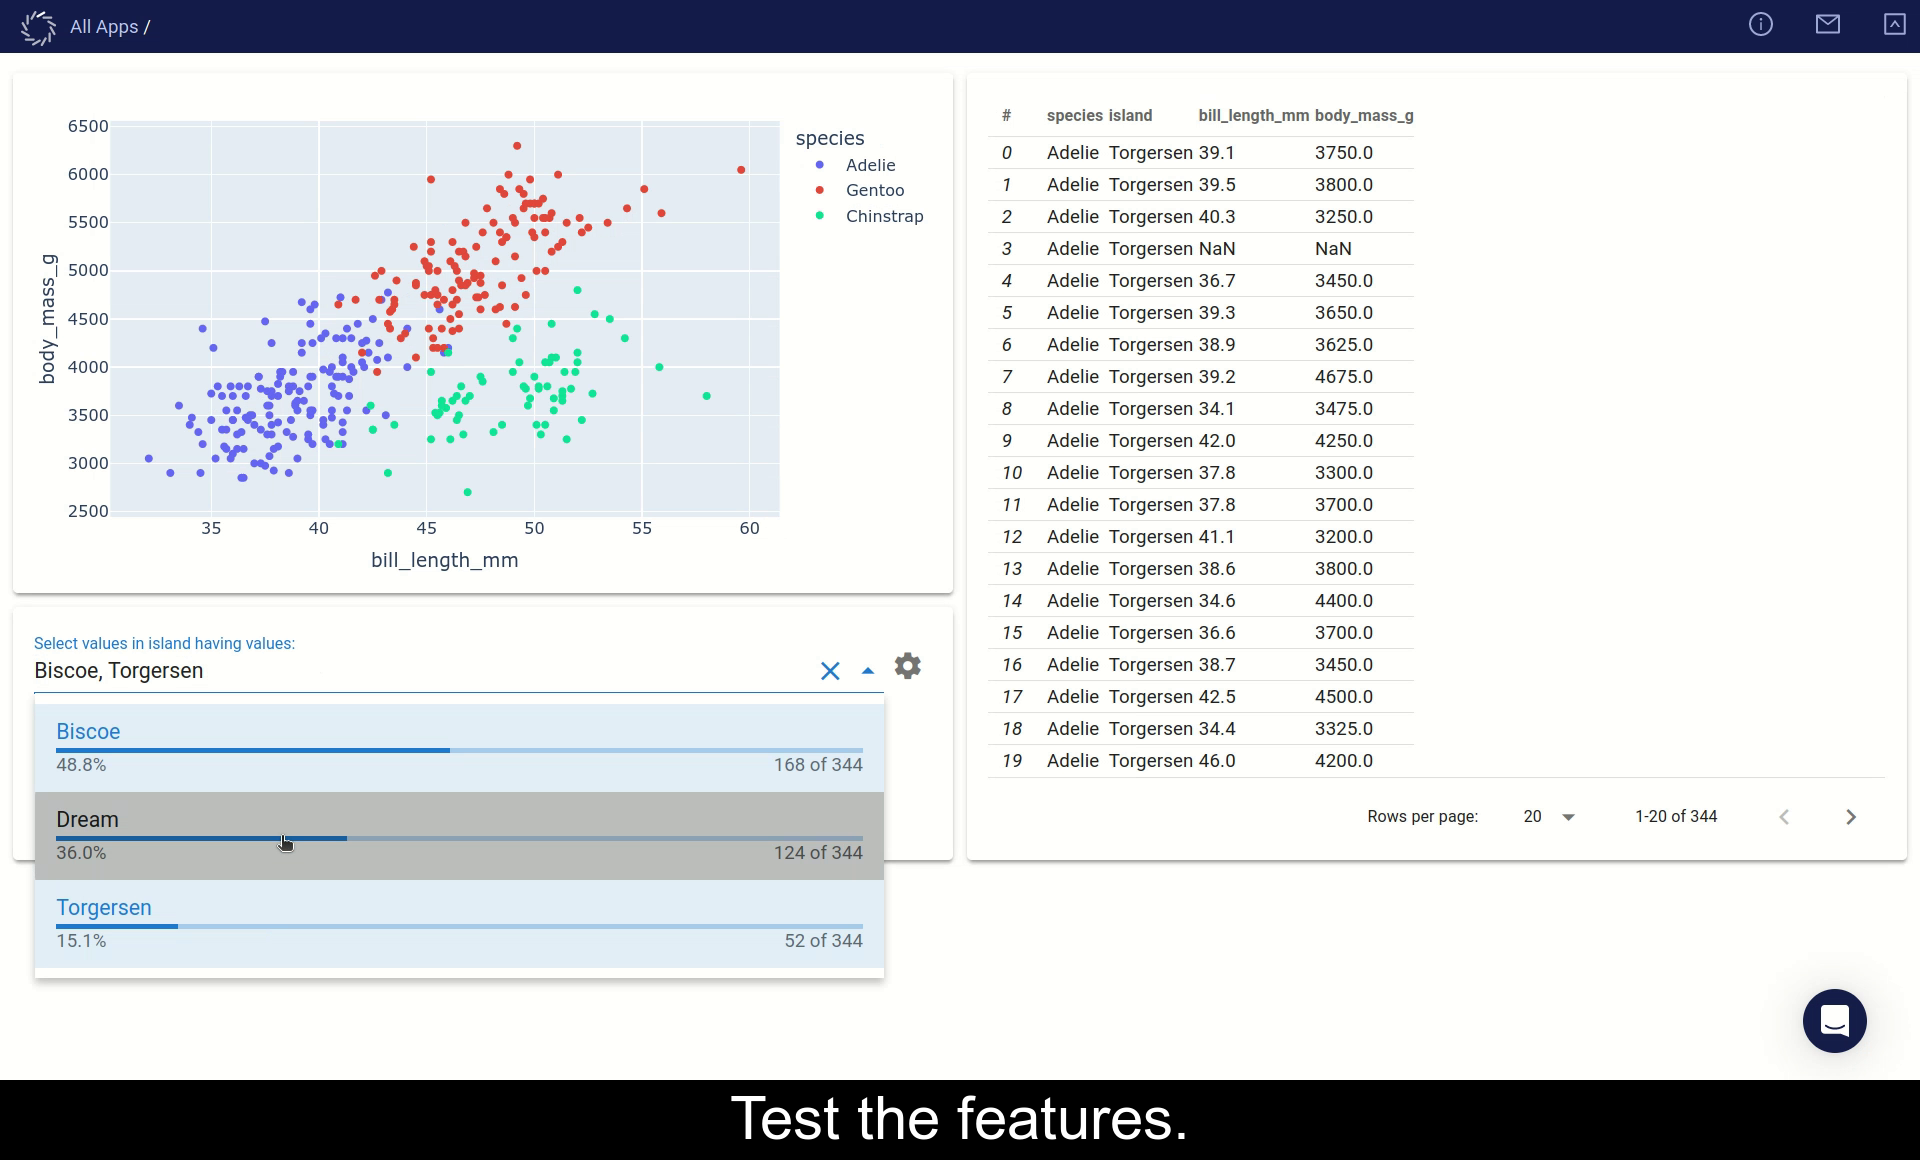 All Apps /
6500
6000
5500
5000
4500
4000
3500
3000
2500
body_mass_g
35 40 45 50 55 60
bill_length_mm
species
Adelie
Gentoo
Chinstrap
Select values in island having values:
Biscoe, Torgersen
Biscoe
48.8% 168 of 344
Dream
36.0% 124 of 344
Torgersen
15.1% 52 of 344
# species island bill_length_mm body_mass_g
0 Adelie Torgersen 39.1 3750.0
1 Adelie Torgersen 39.5 3800.0
2 Adelie Torgersen 40.3 3250.0
3 Adelie Torgersen NaN NaN
4 Adelie Torgersen 36.7 3450.0
5 Adelie Torgersen 39.3 3650.0
6 Adelie Torgersen 38.9 3625.0
7 Adelie Torgersen 39.2 4675.0
8 Adelie Torgersen 34.1 3475.0
9 Adelie Torgersen 42.0 4250.0
10 Adelie Torgersen 37.8 3300.0
11 Adelie Torgersen 37.8 3700.0
12 Adelie Torgersen 41.1 3200.0
13 Adelie Torgersen 38.6 3800.0
14 Adelie Torgersen 34.6 4400.0
15 Adelie Torgersen 36.6 3700.0
16 Adelie Torgersen 38.7 3450.0
17 Adelie Torgersen 42.5 4500.0
18 Adelie Torgersen 34.4 3325.0
19 Adelie Torgersen 46.0 4200.0
Rows per page: 20 1-20 of 344
Test the features.